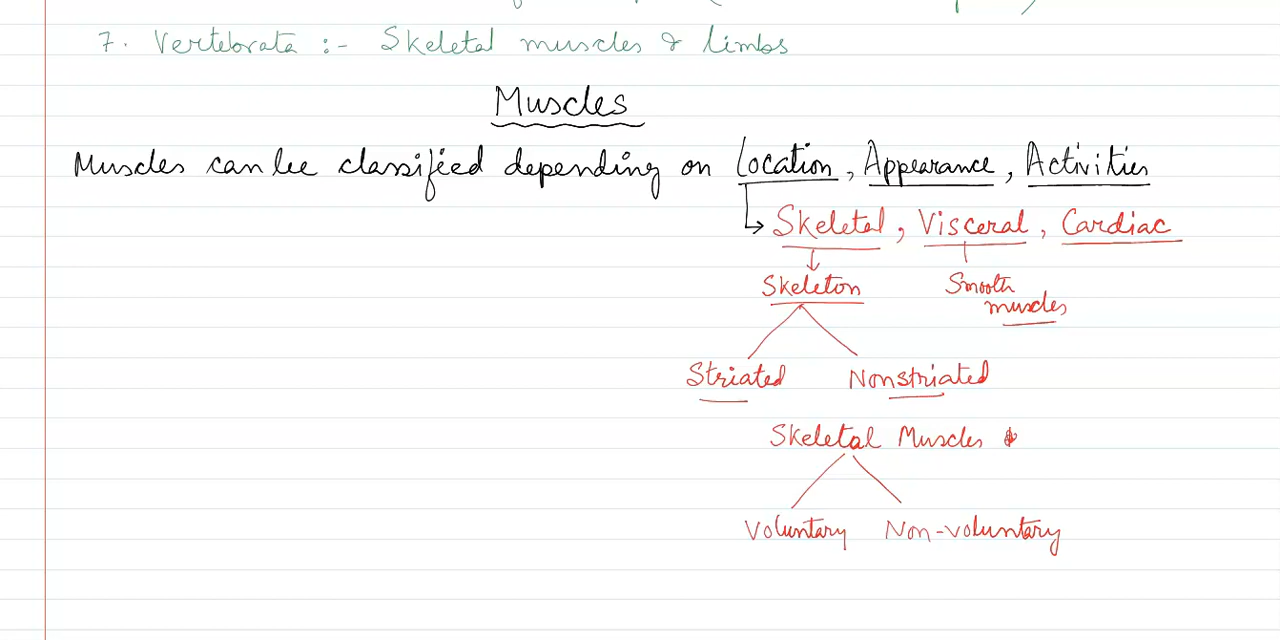 7. Vertebrata :- Skeletal muscles & limbs
Muscles
Muscles can be classified depending on Location, Appearance, Activities
Skeletal, Visceral, Cardiac
Skeleton
Smooth
muscles
Striated Nonstriated
Skeletal Muscles
Voluntary Non-voluntary